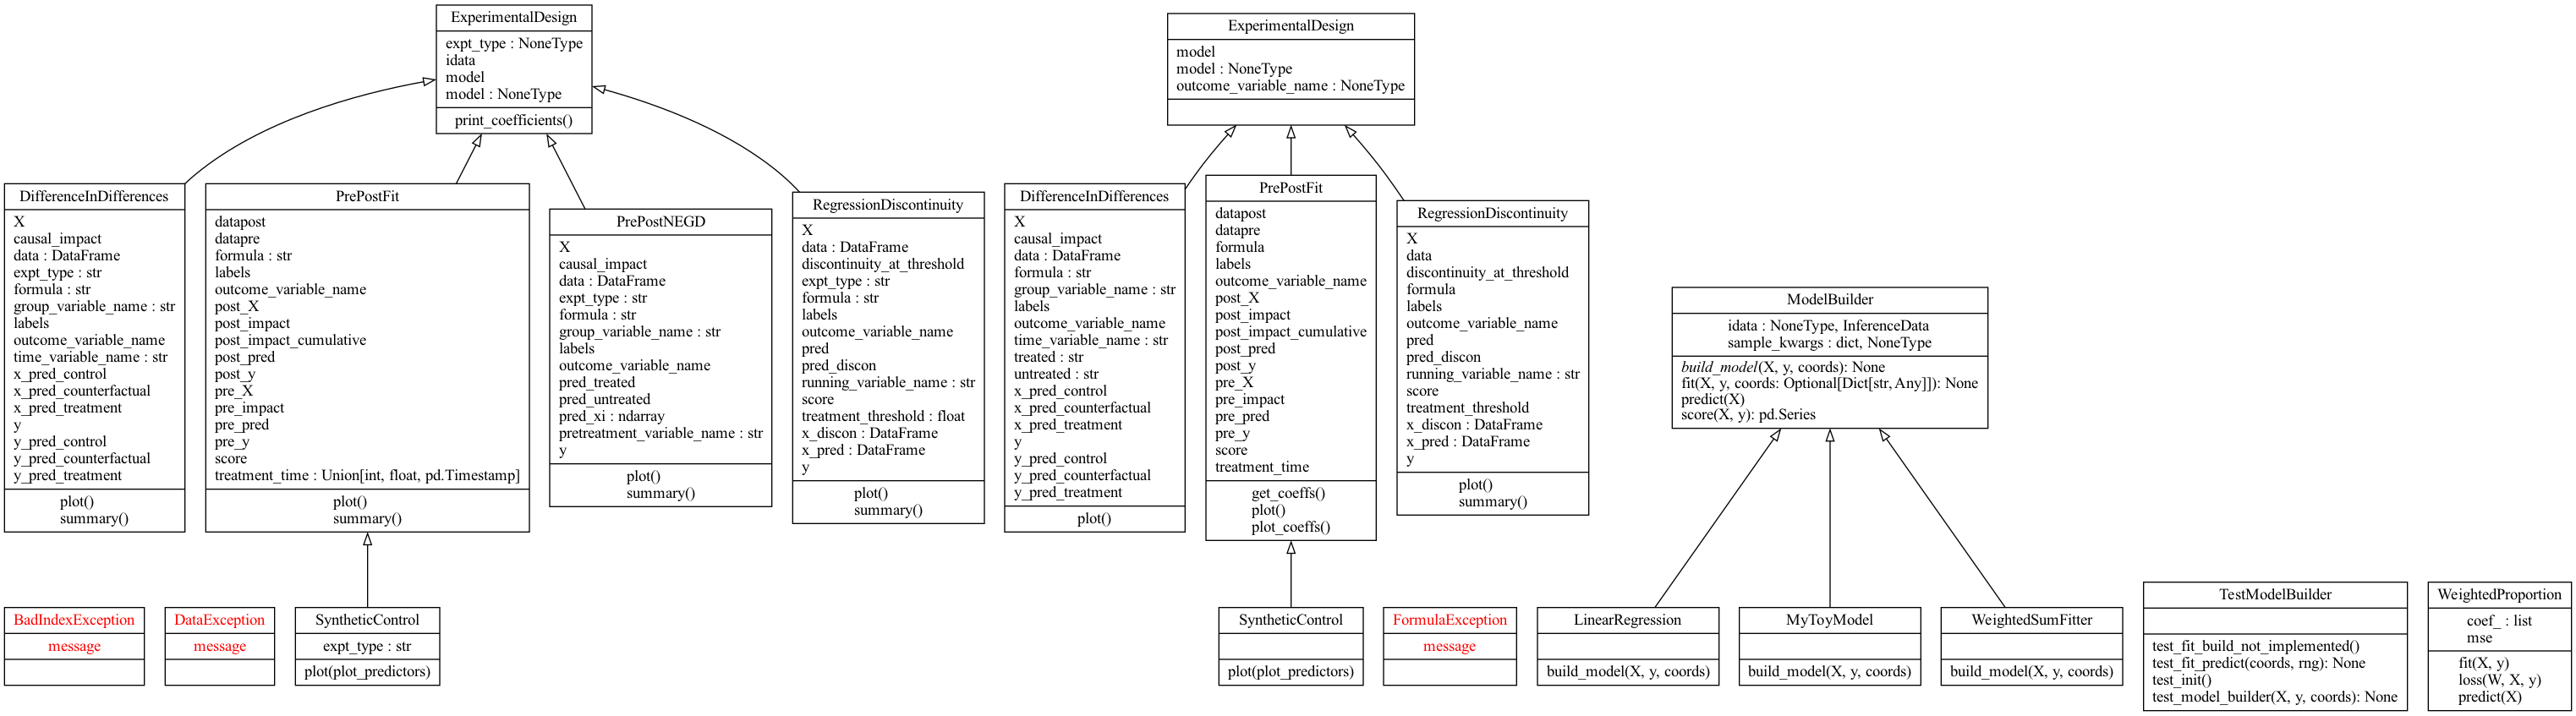 ExperimentalDesign
expt_type : NoneType
idata
model
model : NoneType
print_coefficients()
ExperimentalDesign
model
model : NoneType
outcome_variable_name : NoneType
DifferenceInDifferences
X
causal_impact
data : DataFrame
expt_type : str
formula : str
group_variable_name : str
labels
outcome_variable_name
time_variable_name : str
x_pred_control
x_pred_counterfactual
x_pred_treatment
y
y_pred_control
y_pred_counterfactual
y_pred_treatment
plot()
summary()
PrePostFit
datapost
datapre
formula : str
labels
outcome_variable_name
post_X
post_impact
post_impact_cumulative
post_pred
post_y
pre_X
pre_impact
pre_pred
pre_y
score
treatment_time : Union[int, float, pd.Timestamp]
plot()
summary()
PrePostNEGD
X
causal_impact
data : DataFrame
expt_type : str
formula : str
group_variable_name : str
labels
outcome_variable_name
pred_treated
pred_untreated
pred_xi : ndarray
pretreatment_variable_name : str
y
plot()
summary()
RegressionDiscontinuity
X
data : DataFrame
discontinuity_at_threshold
expt_type : str
formula : str
labels
outcome_variable_name
pred
pred_discon
running_variable_name : str
score
treatment_threshold : float
x_discon : DataFrame
x_pred : DataFrame
y
plot()
summary()
DifferenceInDifferences
X
causal_impact
data : DataFrame
formula : str
group_variable_name : str
labels
outcome_variable_name
time_variable_name : str
treated : str
untreated : str
x_pred_control
x_pred_counterfactual
x_pred_treatment
y
y_pred_control
y_pred_counterfactual
y_pred_treatment
plot()
PrePostFit
datapost
datapre
formula
labels
outcome_variable_name
post_X
post_impact
post_impact_cumulative
post_pred
post_y
pre_X
pre_impact
pre_pred
pre_y
score
treatment_time
get_coeffs()
plot()
plot_coeffs()
RegressionDiscontinuity
X
data
discontinuity_at_threshold
formula
labels
outcome_variable_name
pred
pred_discon
running_variable_name : str
score
treatment_threshold
x_discon : DataFrame
x_pred : DataFrame
y
plot()
summary()
ModelBuilder
idata : NoneType, InferenceData
sample_kwargs : dict, NoneType
build_model(X, y, coords): None
fit(X, y, coords: Optional[Dict[str, Any]]): None
predict(X)
score(X, y): pd.Series
BadIndexException
message
DataException
message
SyntheticControl
expt_type : str
plot(plot_predictors)
SyntheticControl
plot(plot_predictors)
FormulaException
message
LinearRegression
build_model(X, y, coords)
MyToyModel
build_model(X, y, coords)
WeightedSumFitter
build_model(X, y, coords)
TestModelBuilder
test_fit_build_not_implemented()
test_fit_predict(coords, rng): None
test_init()
test_model_builder(X, y, coords): None
WeightedProportion
coef_ : list
mse
fit(X, y)
loss(W, X, y)
predict(X)